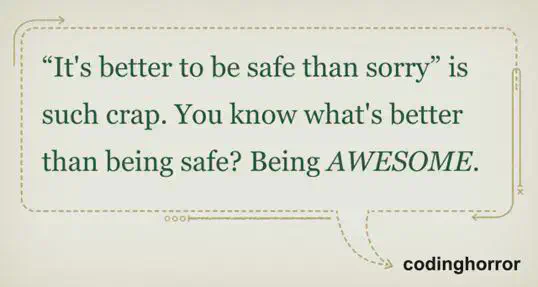 “It's better to be safe than sorry” is
such crap. You know what's better
than being safe? Being AWESOME.
codinghorror